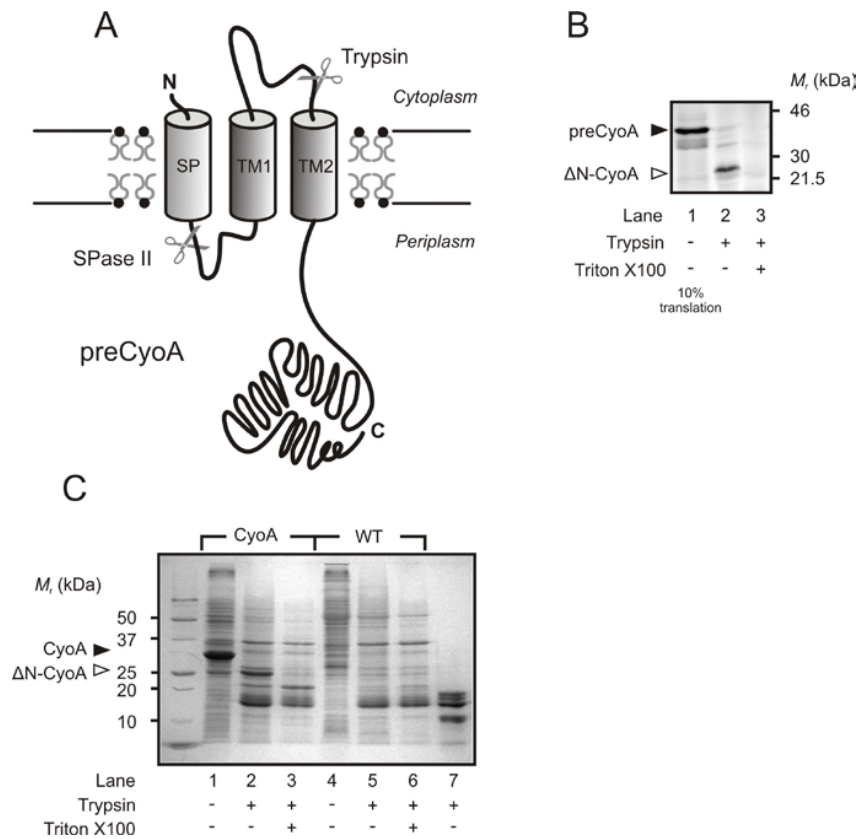 A
Trypsin
N
Cytoplasm
SP
TM1
TM2
SPase II
Periplasm
preCyoA
C
B
Mr (kDa)
46
preCyoA
30
ΔN-CyoA
21.5
Lane 1 2 3
Trypsin - + +
Triton X100 - - +
10%
translation
C
CyoA WT
Mr (kDa)
50
37
CyoA
ΔN-CyoA 25
20
10
Lane 1 2 3 4 5 6 7
Trypsin - + + - + + +
Triton X100 + +